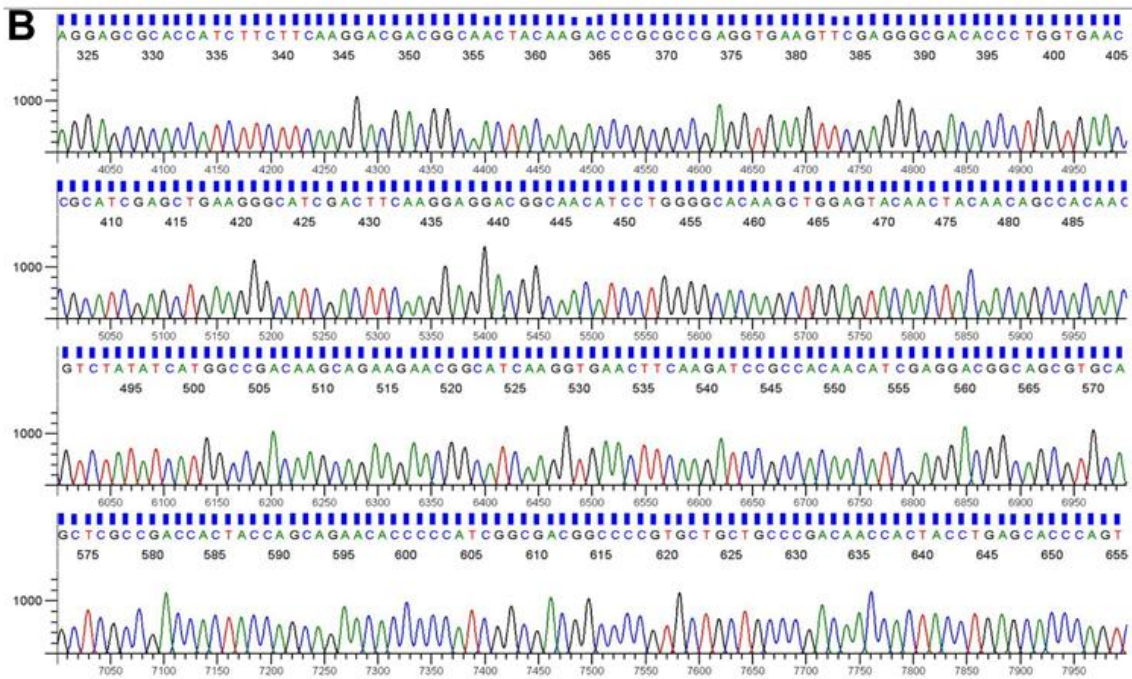 B
AGGAGCGCACCATCTTCTTCAAGGACGACGGCAACTACAAGACCCGCGCCGAGGTGAAGTTCGAGGGCGACACCCTGGTGAAC
325 330 335 340 345 350 355 360 365 370 375 380 385 390 395 400 405
1000
4050 4100 4150 4200 4250 4300 4350 4400 4450 4500 4550 4600 4650 4700 4750 4800 4850 4900 4950
CGCATCGAGCTGAAGGGCATCGACTTCAAGGAGGACGGCAACATCCTGGGGCACAAGCTGGAGTACAACTACAACAGCCACAAC
410 415 420 425 430 435 440 445 450 455 460 465 470 475 480 485
1000
5050 5100 5150 5200 5250 5300 5350 5400 5450 5500 5550 5600 5650 5700 5750 5800 5850 5900 5950
GTCTATATCATGGCCGACAAGCAGAAGAACGGCATCAAGGTGAACTTCAAGATCCGCCACAACATCGAGGACGGCAGCGTGCA
495 500 505 510 515 520 525 530 535 540 545 550 555 560 565 570
1000
6050 6100 6150 6200 6250 6300 6350 6400 6450 6500 6550 6600 6650 6700 6750 6800 6850 6900 6950
GCTCGCCGACCACTACCAGCAGAACACCCCCATCGGCGACGGCCCCGTGCTGCTGCCCGACAACCACTACCTGAGCACCCAGT
575 580 585 590 595 600 605 610 615 620 625 630 635 640 645 650 655
1000
7050 7100 7150 7200 7250 7300 7350 7400 7450 7500 7550 7600 7650 7700 7750 7800 7850 7900 7950